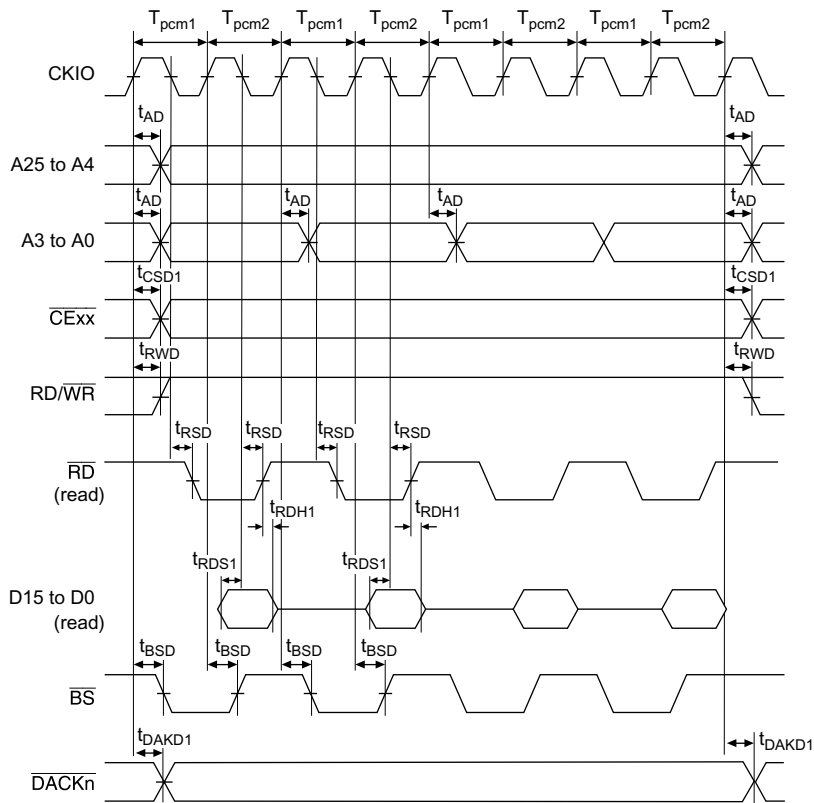 Tpcm1 Tpcm2 Tpcm1 Tpcm2 Tpcm1 Tpcm2 Tpcm1 Tpcm2
CKIO
tAD tAD
A25 to A4
tAD tAD tAD tAD
A3 to A0
tCSD1 tCSD1
CExx
tRWD tRWD
RD/WR
tRSD tRSD tRSD tRSD
RD
(read)
tRDH1 tRDH1
tRDS1 tRDS1
D15 to D0
(read)
tBSD tBSD tBSD tBSD
BS
tDAKD1 tDAKD1
DACKn